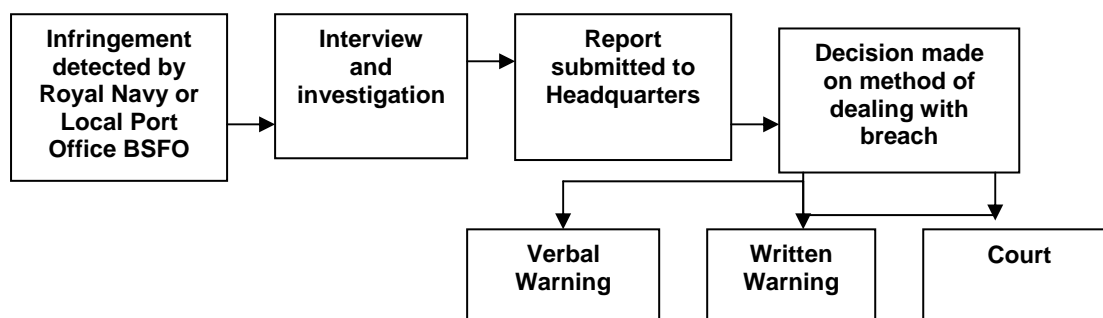 Infringement
detected by
Royal Navy or
Local Port
Office BSFO
Interview
and
investigation
Report
submitted to
Headquarters
Decision made
on method of
dealing with
breach
Verbal
Warning
Written
Warning
Court